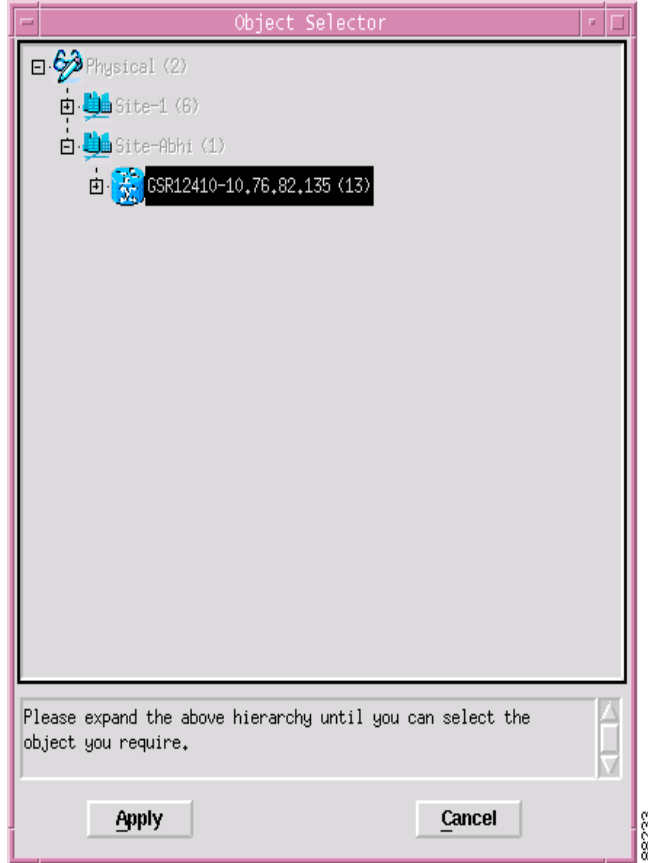 Object Selector
Physical (2)
Site-1 (6)
Site-Abhi (1)
GSR12410-10.76.82.135 (13)
Please expand the above hierarchy until you can select the
object you require.
Apply
Cancel
88233